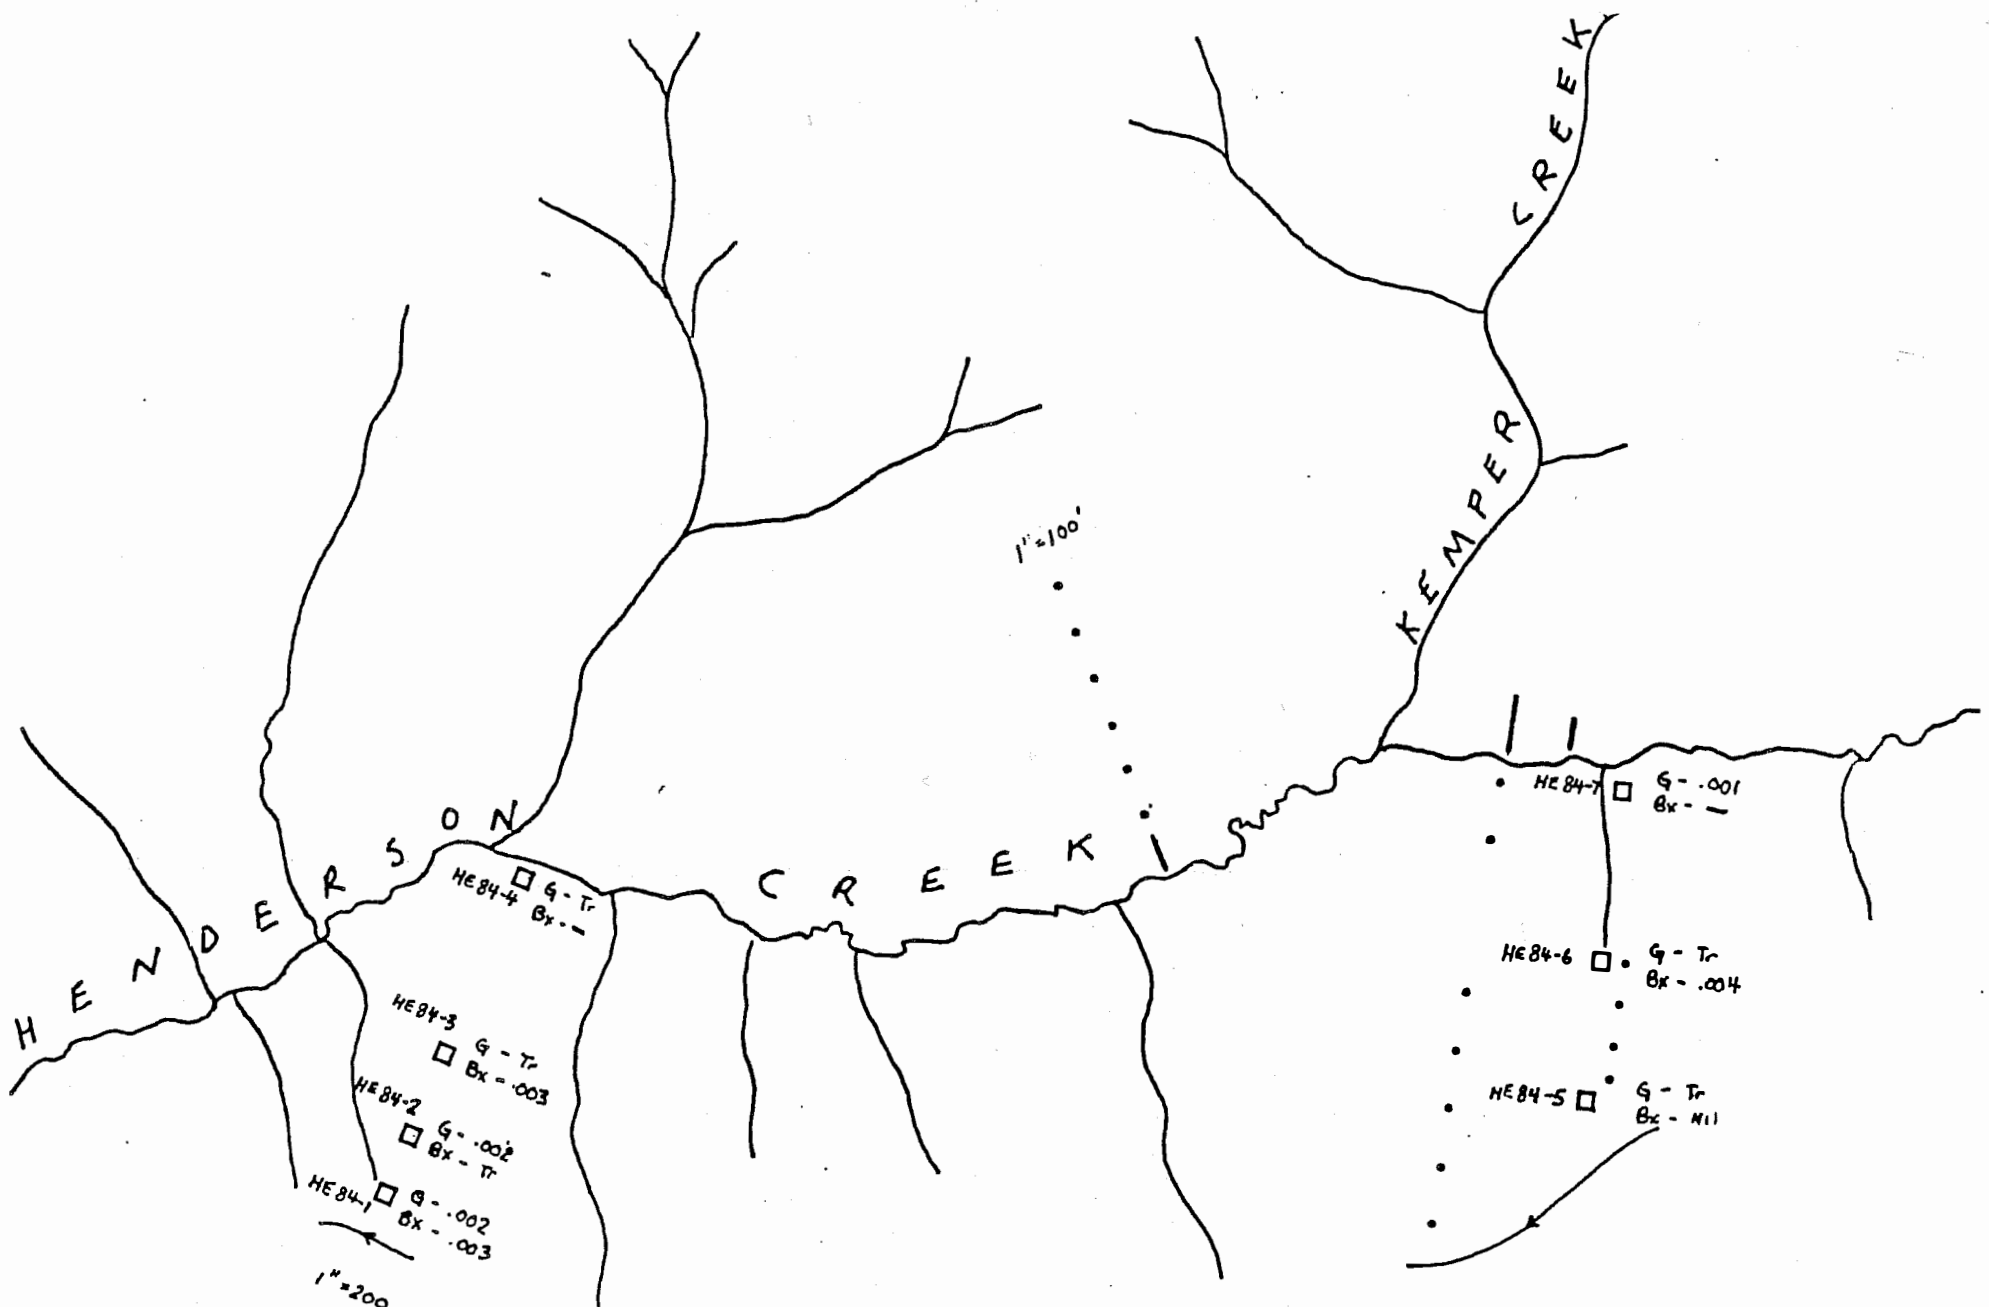 KEMPER CREEK
1"=100'
HENDERSON CREEK
HE84-7
G - .001
Bx - —
HE84-4
G - Tr
Bx - —
HE84-6
G - Tr
Bx - .004
HE84-3
G - Tr
Bx - .003
HE84-2
G - .002
Bx - Tr
HE84-5
G - Tr
Bx - Nil
HE84-1
G - .002
Bx - .003
1"=200